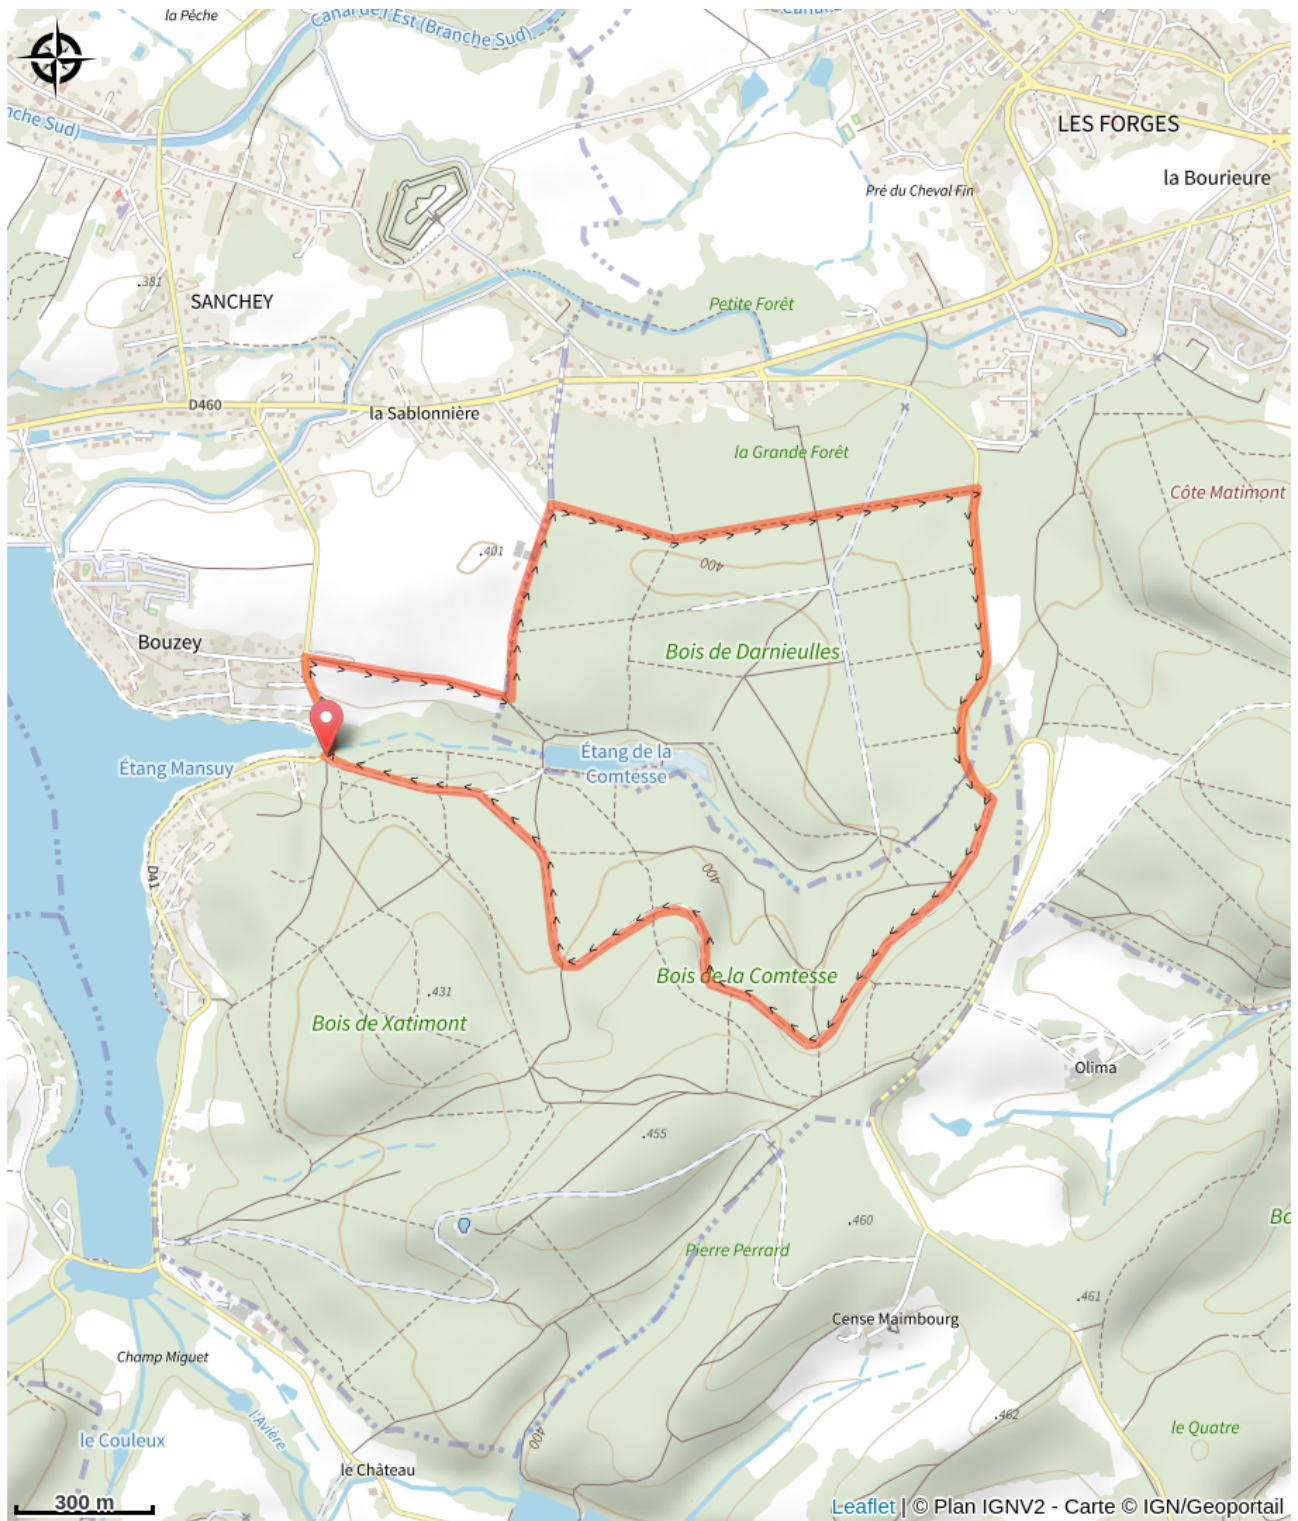 la Pêche
Canal de l'Est (Branche Sud)
Canal
nche Sud)
LES FORGES
la Bourieure
Pré du Cheval Fin
.381
SANCHEY
Petite Forêt
D460
la Sablonnière
la Grande Forêt
Côte Matimont
.401
400
Bouzey
Bois de Darnieulles
Étang Mansuy
Étang de la
Comtesse
D41
400
Bois de la Comtesse
.431
Bois de Xatimont
Olima
.455
Bo
.460
Pierre Perrard
.461
Cense Maimbourg
Champ Miguet
.462
l'Avière
400
le Quatre
le Couleux
le Château
300 m
Leaflet | © Plan IGNV2 - Carte © IGN/Geoportail